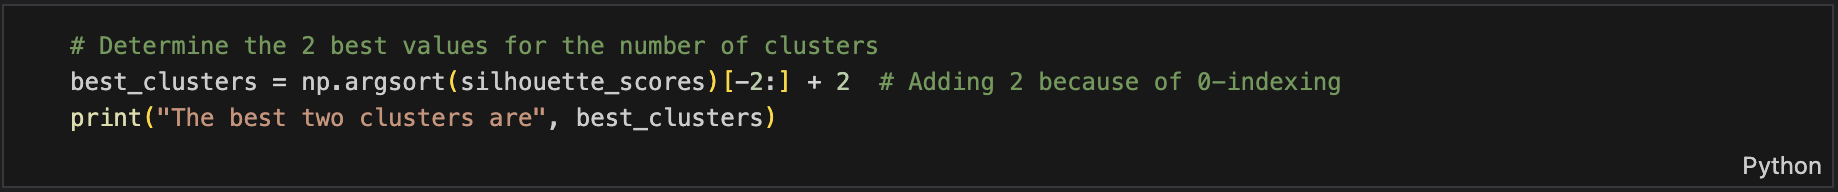 # Determine the 2 best values for the number of clusters
best_clusters = np.argsort(silhouette_scores)[-2:] + 2  # Adding 2 because of 0-indexing
print("The best two clusters are", best_clusters)
Python